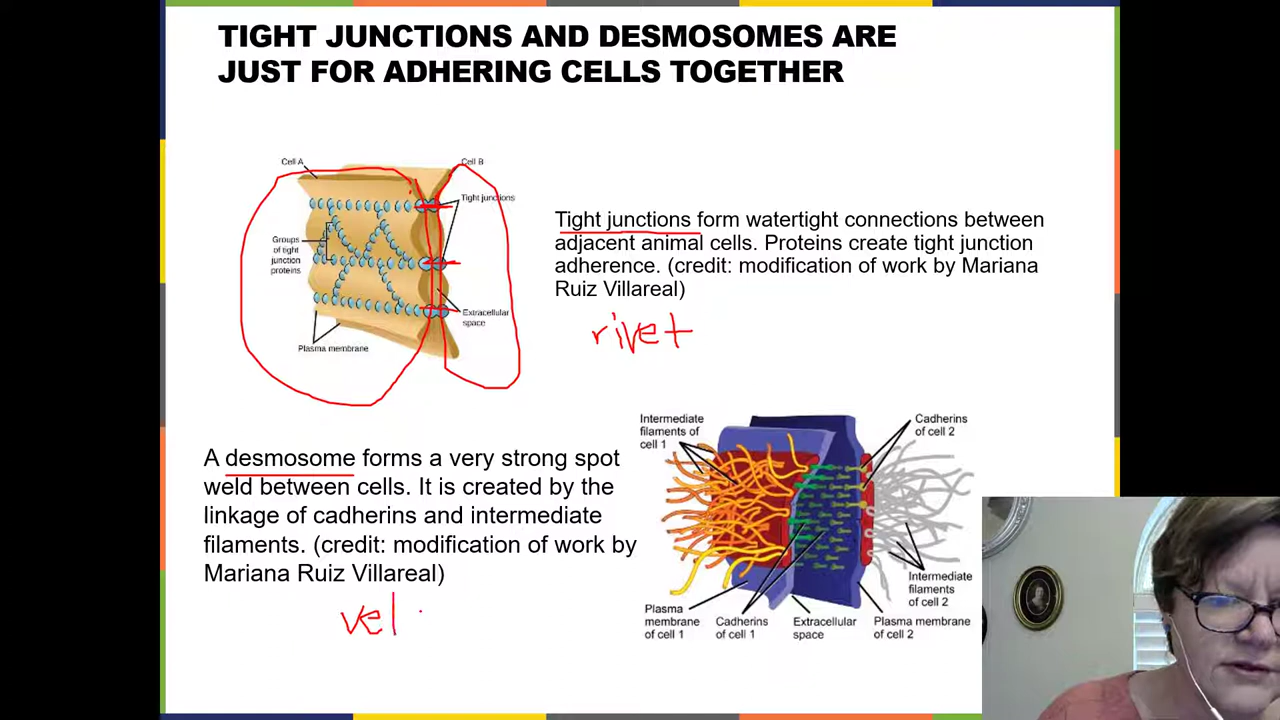 TIGHT JUNCTIONS AND DESMOSOMES ARE
JUST FOR ADHERING CELLS TOGETHER
Cell A
Cell B
Tight junctions
Groups
of tight
junction
proteins
Extracellular
space
Plasma membrane
Tight junctions form watertight connections between
adjacent animal cells. Proteins create tight junction
adherence. (credit: modification of work by Mariana
Ruiz Villareal)
rivet
A desmosome forms a very strong spot
weld between cells. It is created by the
linkage of cadherins and intermediate
filaments. (credit: modification of work by
Mariana Ruiz Villareal)
vel
Intermediate
filaments of
cell 1
Cadherins
of cell 2
Intermediate
filaments
of cell 2
Plasma
membrane
of cell 1
Cadherins
of cell 1
Extracellular
space
Plasma membrane
of cell 2